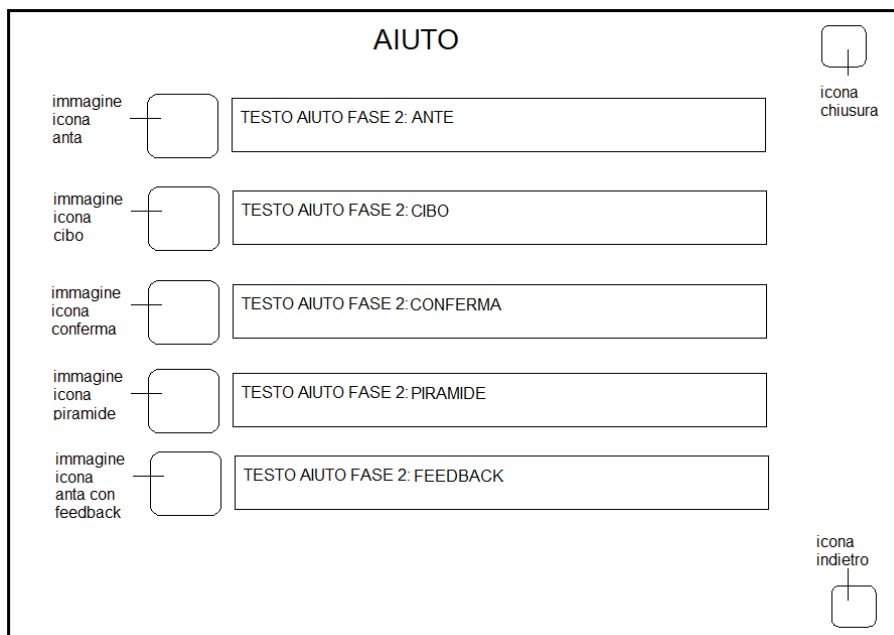 AIUTO
icona
chiusura
immagine
icona
anta
TESTO AIUTO FASE 2: ANTE
immagine
icona
cibo
TESTO AIUTO FASE 2: CIBO
immagine
icona
conferma
TESTO AIUTO FASE 2: CONFERMA
immagine
icona
piramide
TESTO AIUTO FASE 2: PIRAMIDE
immagine
icona
anta con
feedback
TESTO AIUTO FASE 2: FEEDBACK
icona
indietro